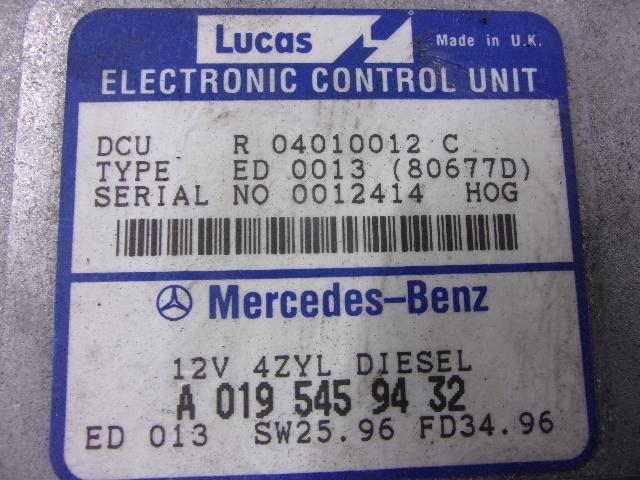 Lucas
Made in U.K.
ELECTRONIC CONTROL UNIT
DCU R 04010012 C
TYPE ED 0013 (80677D)
SERIAL NO 0012414 HOG
Mercedes-Benz
12V 4ZYL DIESEL
A 019 545 94 32
ED 013 SW25.96 FD34.96